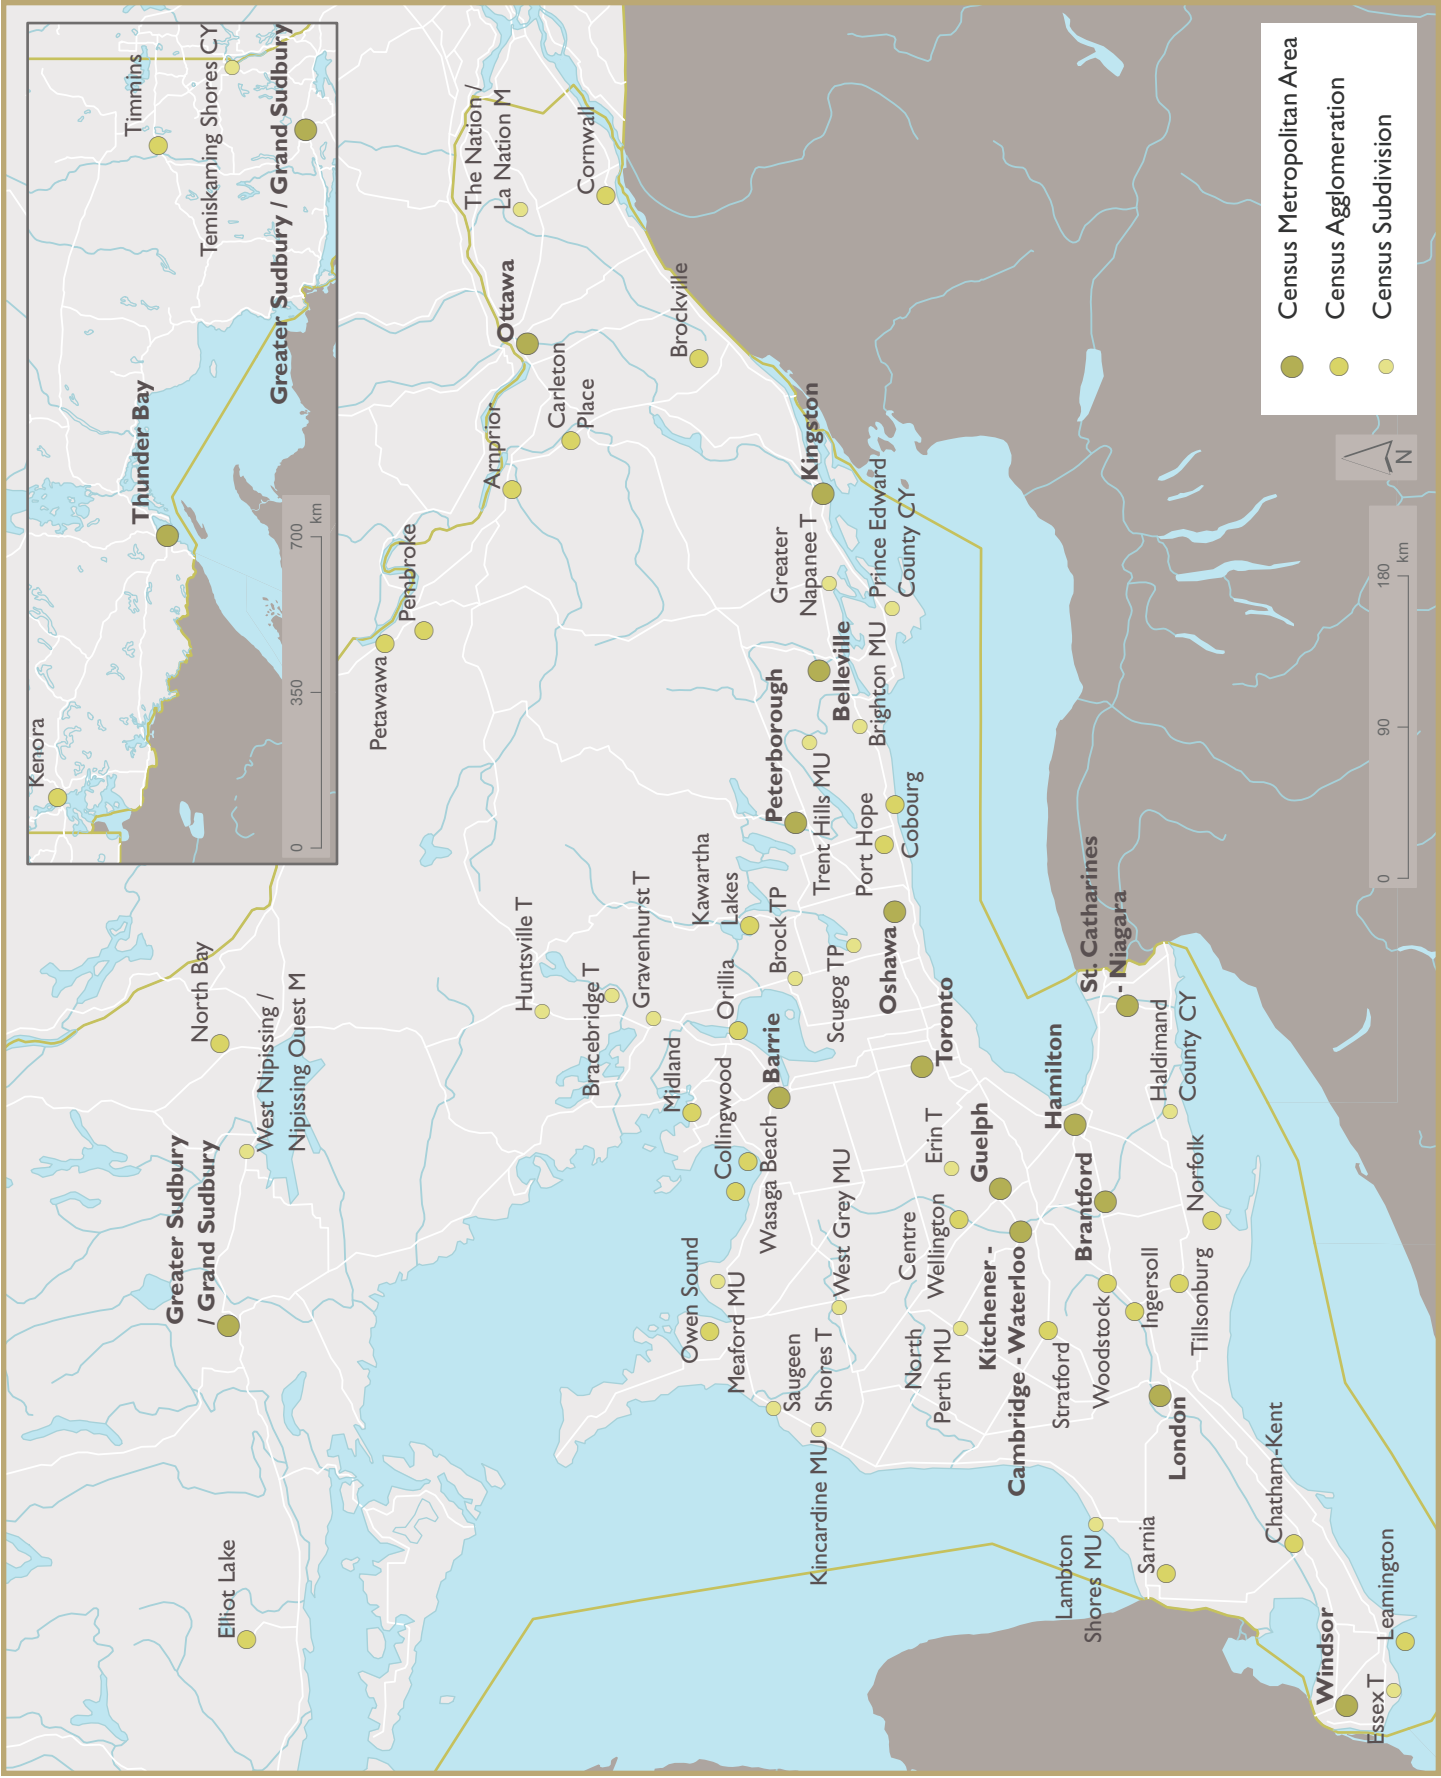 Kenora
Thunder Bay
Timmins
Temiskaming Shores CY
Greater Sudbury / Grand Sudbury
0
350
700
km
Elliot Lake
Greater Sudbury
/ Grand Sudbury
West Nipissing /
Nipissing Ouest M
North Bay
Petawawa
Pembroke
Arnprior
Carleton
Place
Ottawa
The Nation /
La Nation M
Cornwall
Brockville
Huntsville T
Bracebridge T
Gravenhurst T
Midland
Orillia
Kawartha
Lakes
Collingwood
Barrie
Wasaga Beach
Brock TP
Scugog TP
Peterborough
Trent Hills MU
Belleville
Brighton MU
Greater
Napanee T
Kingston
Prince Edward
County CY
Port Hope
Cobourg
Oshawa
Toronto
Owen Sound
Meaford MU
Saugeen
Shores T
Kincardine MU
West Grey MU
Centre
Wellington
Erin T
Guelph
North
Perth MU
Kitchener -
Cambridge - Waterloo
Stratford
Hamilton
St. Catharines
- Niagara
Brantford
Haldimand
County CY
Norfolk
Woodstock
Ingersoll
Tillsonburg
London
Lambton
Shores MU
Sarnia
Chatham-Kent
Windsor
Essex T
Leamington
0
90
180
km
N
Census Metropolitan Area
Census Agglomeration
Census Subdivision